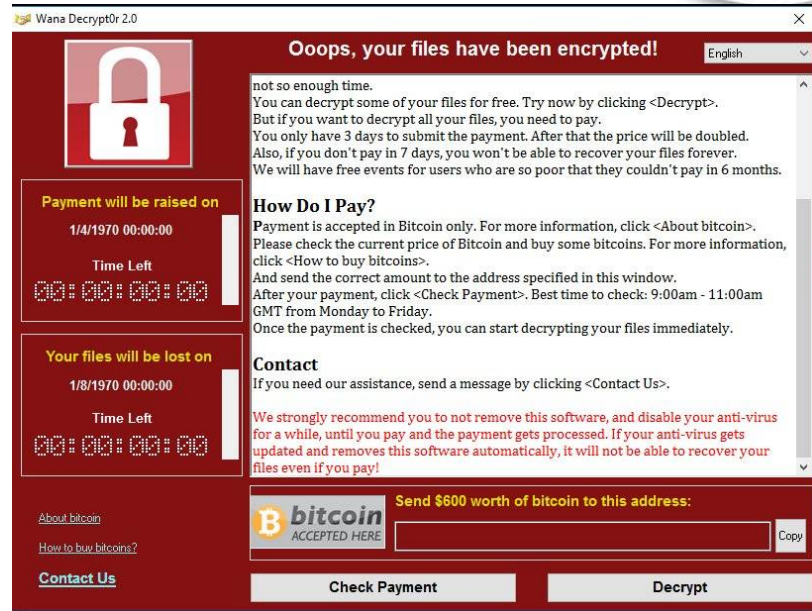 Wana Decrypt0r 2.0
Ooops, your files have been encrypted!
English
not so enough time.
You can decrypt some of your files for free. Try now by clicking <Decrypt>.
But if you want to decrypt all your files, you need to pay.
You only have 3 days to submit the payment. After that the price will be doubled.
Also, if you don't pay in 7 days, you won't be able to recover your files forever.
We will have free events for users who are so poor that they couldn't pay in 6 months.
How Do I Pay?
Payment is accepted in Bitcoin only. For more information, click <About bitcoin>.
Please check the current price of Bitcoin and buy some bitcoins. For more information,
click <How to buy bitcoins>.
And send the correct amount to the address specified in this window.
After your payment, click <Check Payment>. Best time to check: 9:00am - 11:00am
GMT from Monday to Friday.
Once the payment is checked, you can start decrypting your files immediately.
Contact
If you need our assistance, send a message by clicking <Contact Us>.
We strongly recommend you to not remove this software, and disable your anti-virus
for a while, until you pay and the payment gets processed. If your anti-virus gets
updated and removes this software automatically, it will not be able to recover your
files even if you pay!
Payment will be raised on
1/4/1970 00:00:00
Time Left
00:00:00:00
Your files will be lost on
1/8/1970 00:00:00
Time Left
00:00:00:00
About bitcoin
How to buy bitcoins?
Contact Us
bitcoin
ACCEPTED HERE
Send $600 worth of bitcoin to this address:
Copy
Check Payment
Decrypt